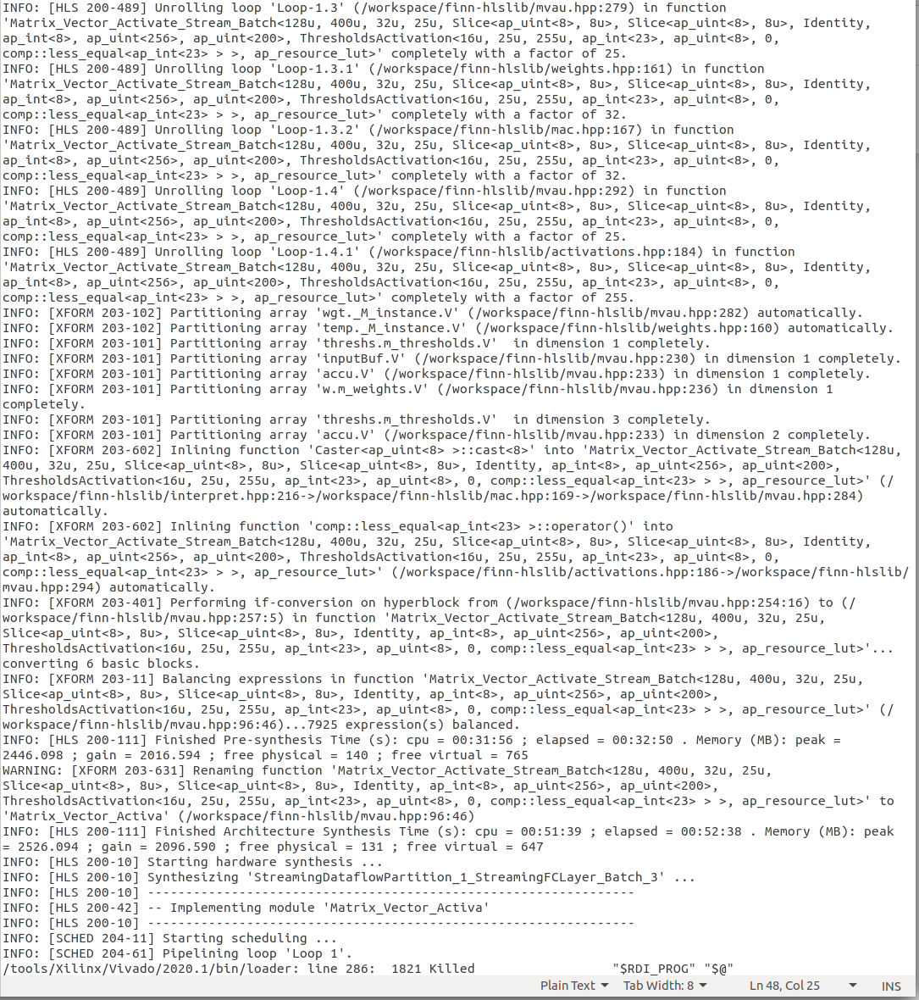 INFO: [HLS 200-489] Unrolling loop 'Loop-1.3' (/workspace/finn-hlslib/mvau.hpp:279) in function
'Matrix_Vector_Activate_Stream_Batch<128u, 400u, 32u, 25u, Slice<ap_uint<8>, 8u>, Slice<ap_uint<8>, 8u>, Identity,
ap_int<8>, ap_uint<256>, ap_uint<200>, ThresholdsActivation<16u, 25u, 255u, ap_int<23>, ap_uint<8>, 0,
comp::less_equal<ap_int<23> > >, ap_resource_lut>' completely with a factor of 25.
INFO: [HLS 200-489] Unrolling loop 'Loop-1.3.1' (/workspace/finn-hlslib/weights.hpp:161) in function
'Matrix_Vector_Activate_Stream_Batch<128u, 400u, 32u, 25u, Slice<ap_uint<8>, 8u>, Slice<ap_uint<8>, 8u>, Identity,
ap_int<8>, ap_uint<256>, ap_uint<200>, ThresholdsActivation<16u, 25u, 255u, ap_int<23>, ap_uint<8>, 0,
comp::less_equal<ap_int<23> > >, ap_resource_lut>' completely with a factor of 32.
INFO: [HLS 200-489] Unrolling loop 'Loop-1.3.2' (/workspace/finn-hlslib/mac.hpp:167) in function
'Matrix_Vector_Activate_Stream_Batch<128u, 400u, 32u, 25u, Slice<ap_uint<8>, 8u>, Slice<ap_uint<8>, 8u>, Identity,
ap_int<8>, ap_uint<256>, ap_uint<200>, ThresholdsActivation<16u, 25u, 255u, ap_int<23>, ap_uint<8>, 0,
comp::less_equal<ap_int<23> > >, ap_resource_lut>' completely with a factor of 32.
INFO: [HLS 200-489] Unrolling loop 'Loop-1.4' (/workspace/finn-hlslib/mvau.hpp:292) in function
'Matrix_Vector_Activate_Stream_Batch<128u, 400u, 32u, 25u, Slice<ap_uint<8>, 8u>, Slice<ap_uint<8>, 8u>, Identity,
ap_int<8>, ap_uint<256>, ap_uint<200>, ThresholdsActivation<16u, 25u, 255u, ap_int<23>, ap_uint<8>, 0,
comp::less_equal<ap_int<23> > >, ap_resource_lut>' completely with a factor of 25.
INFO: [HLS 200-489] Unrolling loop 'Loop-1.4.1' (/workspace/finn-hlslib/activations.hpp:184) in function
'Matrix_Vector_Activate_Stream_Batch<128u, 400u, 32u, 25u, Slice<ap_uint<8>, 8u>, Slice<ap_uint<8>, 8u>, Identity,
ap_int<8>, ap_uint<256>, ap_uint<200>, ThresholdsActivation<16u, 25u, 255u, ap_int<23>, ap_uint<8>, 0,
comp::less_equal<ap_int<23> > >, ap_resource_lut>' completely with a factor of 255.
INFO: [XFORM 203-102] Partitioning array 'wgt._M_instance.V' (/workspace/finn-hlslib/mvau.hpp:282) automatically.
INFO: [XFORM 203-102] Partitioning array 'temp._M_instance.V' (/workspace/finn-hlslib/weights.hpp:160) automatically.
INFO: [XFORM 203-101] Partitioning array 'threshs.m_thresholds.V'  in dimension 1 completely.
INFO: [XFORM 203-101] Partitioning array 'inputBuf.V' (/workspace/finn-hlslib/mvau.hpp:230) in dimension 1 completely.
INFO: [XFORM 203-101] Partitioning array 'accu.V' (/workspace/finn-hlslib/mvau.hpp:233) in dimension 1 completely.
INFO: [XFORM 203-101] Partitioning array 'w.m_weights.V' (/workspace/finn-hlslib/mvau.hpp:236) in dimension 1
completely.
INFO: [XFORM 203-101] Partitioning array 'threshs.m_thresholds.V'  in dimension 3 completely.
INFO: [XFORM 203-101] Partitioning array 'accu.V' (/workspace/finn-hlslib/mvau.hpp:233) in dimension 2 completely.
INFO: [XFORM 203-602] Inlining function 'Caster<ap_uint<8> >::cast<8>' into 'Matrix_Vector_Activate_Stream_Batch<128u,
400u, 32u, 25u, Slice<ap_uint<8>, 8u>, Slice<ap_uint<8>, 8u>, Identity, ap_int<8>, ap_uint<256>, ap_uint<200>,
ThresholdsActivation<16u, 25u, 255u, ap_int<23>, ap_uint<8>, 0, comp::less_equal<ap_int<23> > >, ap_resource_lut>' (/
workspace/finn-hlslib/interpret.hpp:216->/workspace/finn-hlslib/mac.hpp:169->/workspace/finn-hlslib/mvau.hpp:284)
automatically.
INFO: [XFORM 203-602] Inlining function 'comp::less_equal<ap_int<23> >::operator()' into
'Matrix_Vector_Activate_Stream_Batch<128u, 400u, 32u, 25u, Slice<ap_uint<8>, 8u>, Slice<ap_uint<8>, 8u>, Identity,
ap_int<8>, ap_uint<256>, ap_uint<200>, ThresholdsActivation<16u, 25u, 255u, ap_int<23>, ap_uint<8>, 0,
comp::less_equal<ap_int<23> > >, ap_resource_lut>' (/workspace/finn-hlslib/activations.hpp:186->/workspace/finn-hlslib/
mvau.hpp:294) automatically.
INFO: [XFORM 203-401] Performing if-conversion on hyperblock from (/workspace/finn-hlslib/mvau.hpp:254:16) to (/
workspace/finn-hlslib/mvau.hpp:257:5) in function 'Matrix_Vector_Activate_Stream_Batch<128u, 400u, 32u, 25u,
Slice<ap_uint<8>, 8u>, Slice<ap_uint<8>, 8u>, Identity, ap_int<8>, ap_uint<256>, ap_uint<200>,
ThresholdsActivation<16u, 25u, 255u, ap_int<23>, ap_uint<8>, 0, comp::less_equal<ap_int<23> > >, ap_resource_lut>'...
converting 6 basic blocks.
INFO: [XFORM 203-11] Balancing expressions in function 'Matrix_Vector_Activate_Stream_Batch<128u, 400u, 32u, 25u,
Slice<ap_uint<8>, 8u>, Slice<ap_uint<8>, 8u>, Identity, ap_int<8>, ap_uint<256>, ap_uint<200>,
ThresholdsActivation<16u, 25u, 255u, ap_int<23>, ap_uint<8>, 0, comp::less_equal<ap_int<23> > >, ap_resource_lut>' (/
workspace/finn-hlslib/mvau.hpp:96:46)...7925 expression(s) balanced.
INFO: [HLS 200-111] Finished Pre-synthesis Time (s): cpu = 00:31:56 ; elapsed = 00:32:50 . Memory (MB): peak =
2446.098 ; gain = 2016.594 ; free physical = 140 ; free virtual = 765
WARNING: [XFORM 203-631] Renaming function 'Matrix_Vector_Activate_Stream_Batch<128u, 400u, 32u, 25u,
Slice<ap_uint<8>, 8u>, Slice<ap_uint<8>, 8u>, Identity, ap_int<8>, ap_uint<256>, ap_uint<200>,
ThresholdsActivation<16u, 25u, 255u, ap_int<23>, ap_uint<8>, 0, comp::less_equal<ap_int<23> > >, ap_resource_lut>' to
'Matrix_Vector_Activa' (/workspace/finn-hlslib/mvau.hpp:96:46)
INFO: [HLS 200-111] Finished Architecture Synthesis Time (s): cpu = 00:51:39 ; elapsed = 00:52:38 . Memory (MB): peak
= 2526.094 ; gain = 2096.590 ; free physical = 131 ; free virtual = 647
INFO: [HLS 200-10] Starting hardware synthesis ...
INFO: [HLS 200-10] Synthesizing 'StreamingDataflowPartition_1_StreamingFCLayer_Batch_3' ...
INFO: [HLS 200-10] ----------------------------------------------------------------
INFO: [HLS 200-42] -- Implementing module 'Matrix_Vector_Activa'
INFO: [HLS 200-10] ----------------------------------------------------------------
INFO: [SCHED 204-11] Starting scheduling ...
INFO: [SCHED 204-61] Pipelining loop 'Loop 1'.
/tools/Xilinx/Vivado/2020.1/bin/loader: line 286:  1821 Killed                  "$RDI_PROG" "$@"
Plain Text Tab Width: 8 Ln 48, Col 25 INS